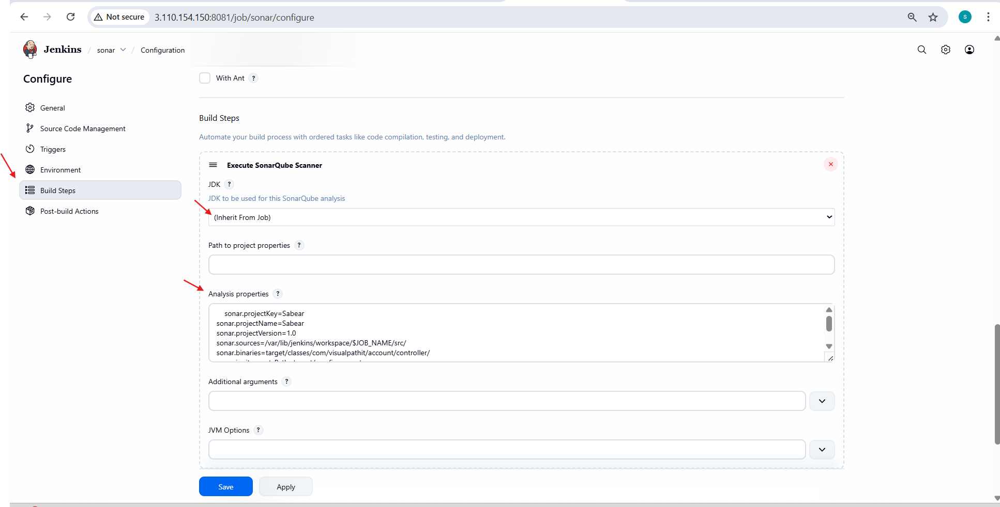 Not secure
3.110.154.150:8081/job/sonar/configure
S
Jenkins / sonar / Configuration
Configure
General
Source Code Management
Triggers
Environment
Build Steps
Post-build Actions
With Ant ?
Build Steps
Automate your build process with ordered tasks like code compilation, testing, and deployment.
Execute SonarQube Scanner
JDK ?
JDK to be used for this SonarQube analysis
(Inherit From Job)
Path to project properties ?
Analysis properties ?
sonar.projectKey=Sabear
sonar.projectName=Sabear
sonar.projectVersion=1.0
sonar.sources=/var/lib/jenkins/workspace/$JOB_NAME/src/
sonar.binaries=target/classes/com/visualpathit/account/controller/
Additional arguments ?
JVM Options ?
Save
Apply